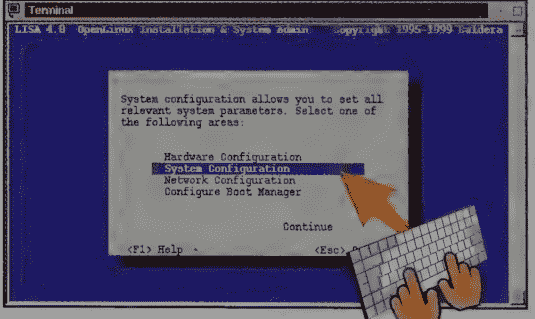 Terminal
LISA 4.0 OpenLinux Installation & System Admin Copyright 1995-1999 Caldera
System configuration allows you to set all
relevant system parameters. Select one of
the following areas:
Hardware Configuration
System Configuration
Network Configuration
Configure Boot Manager
Continue
<F1> Help <Esc>